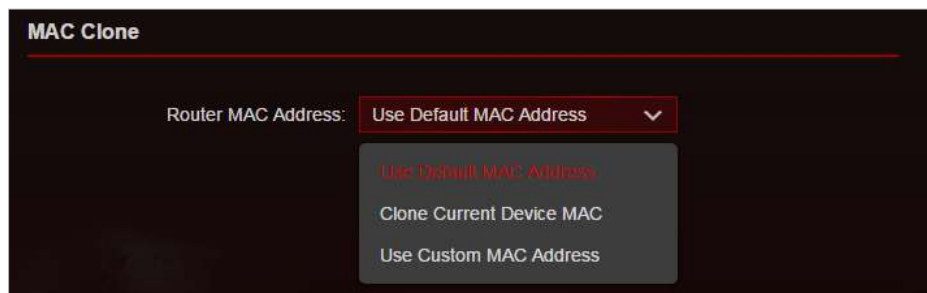 MAC Clone
Router MAC Address: Use Default MAC Address
Use Default MAC Address
Clone Current Device MAC
Use Custom MAC Address